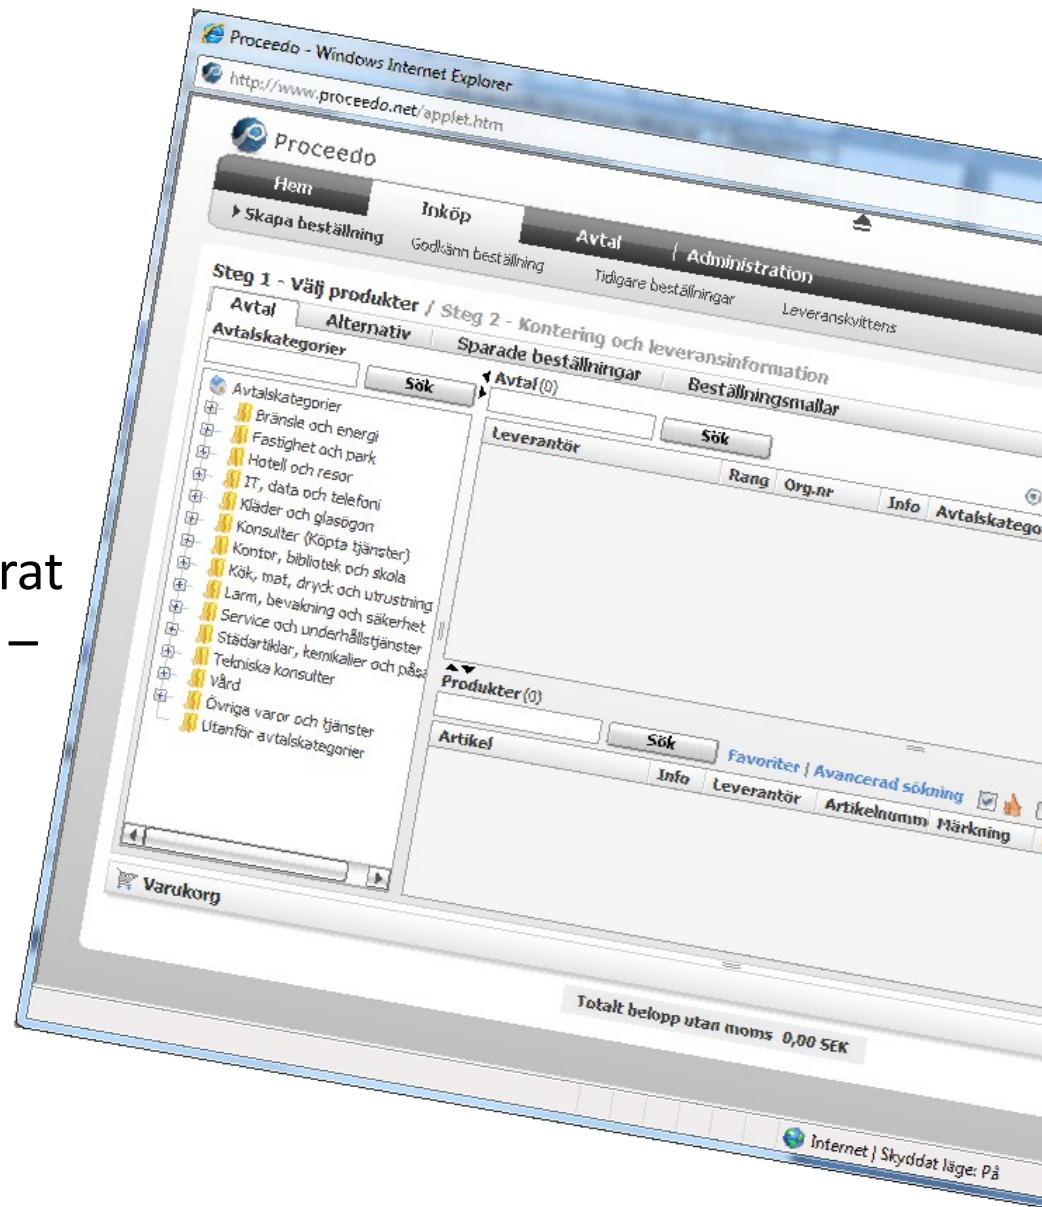 Proceedo - Windows Internet Explorer
http://www.proceedo.net/applet.htm
Proceedo
Hem Inköp Avtal | Administration
Skapa beställning Godkänn beställning Tidigare beställningar Leveranskvittens
Steg 1 - Välj produkter / Steg 2 - Kontering och leveransinformation
Avtal Alternativ Sparade beställningar Beställningsmallar
Avtalskategorier
Sök
Avtalskategorier
Bränsle och energi
Fastighet och park
Hotell och resor
IT, data och telefoni
Kläder och glasögon
Konsulter (Köpta tjänster)
Kontor, bibliotek och skola
Kök, mat, dryck och utrustning
Larm, bevakning och säkerhet
Service och underhållstjänster
Städartiklar, kemikalier och påsa
Tekniska konsulter
Vård
Övriga varor och tjänster
Utanför avtalskategorier
Avtal (0)
Sök
Leverantör Rang Org.nr Info Avtalskatego
Produkter (0)
Sök Favoriter | Avancerad sökning
Artikel Info Leverantör Artikelnumm Märkning
Varukorg
Totalt belopp utan moms 0,00 SEK
Internet | Skyddat läge: På
rat
–